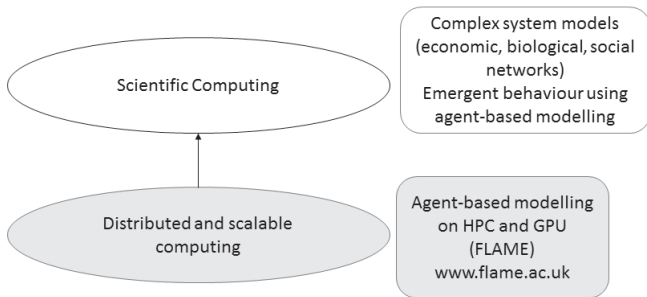 Scientific Computing
Complex system models
(economic, biological, social
networks)
Emergent behaviour using
agent-based modelling
Distributed and scalable
computing
Agent-based modelling
on HPC and GPU
(FLAME)
www.flame.ac.uk